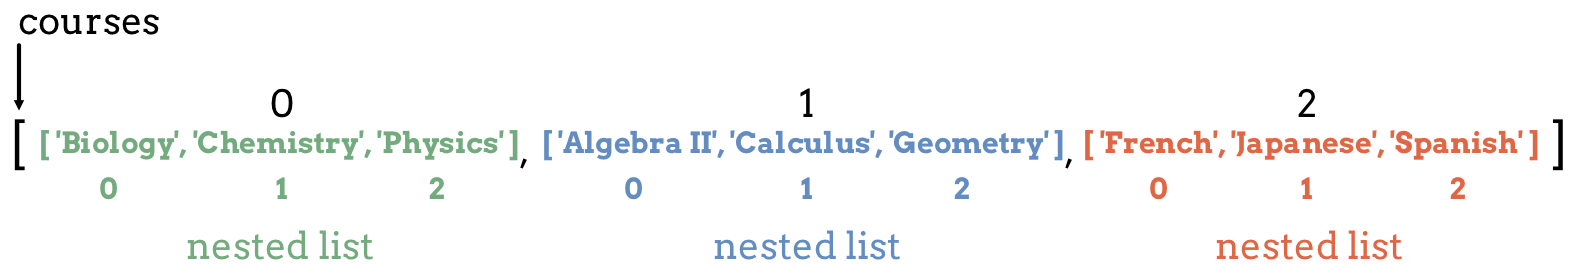 courses
0 1 2
[ ['Biology', 'Chemistry', 'Physics'], ['Algebra II', 'Calculus', 'Geometry'], ['French', 'Japanese', 'Spanish'] ]
0 1 2 0 1 2 0 1 2
nested list nested list nested list